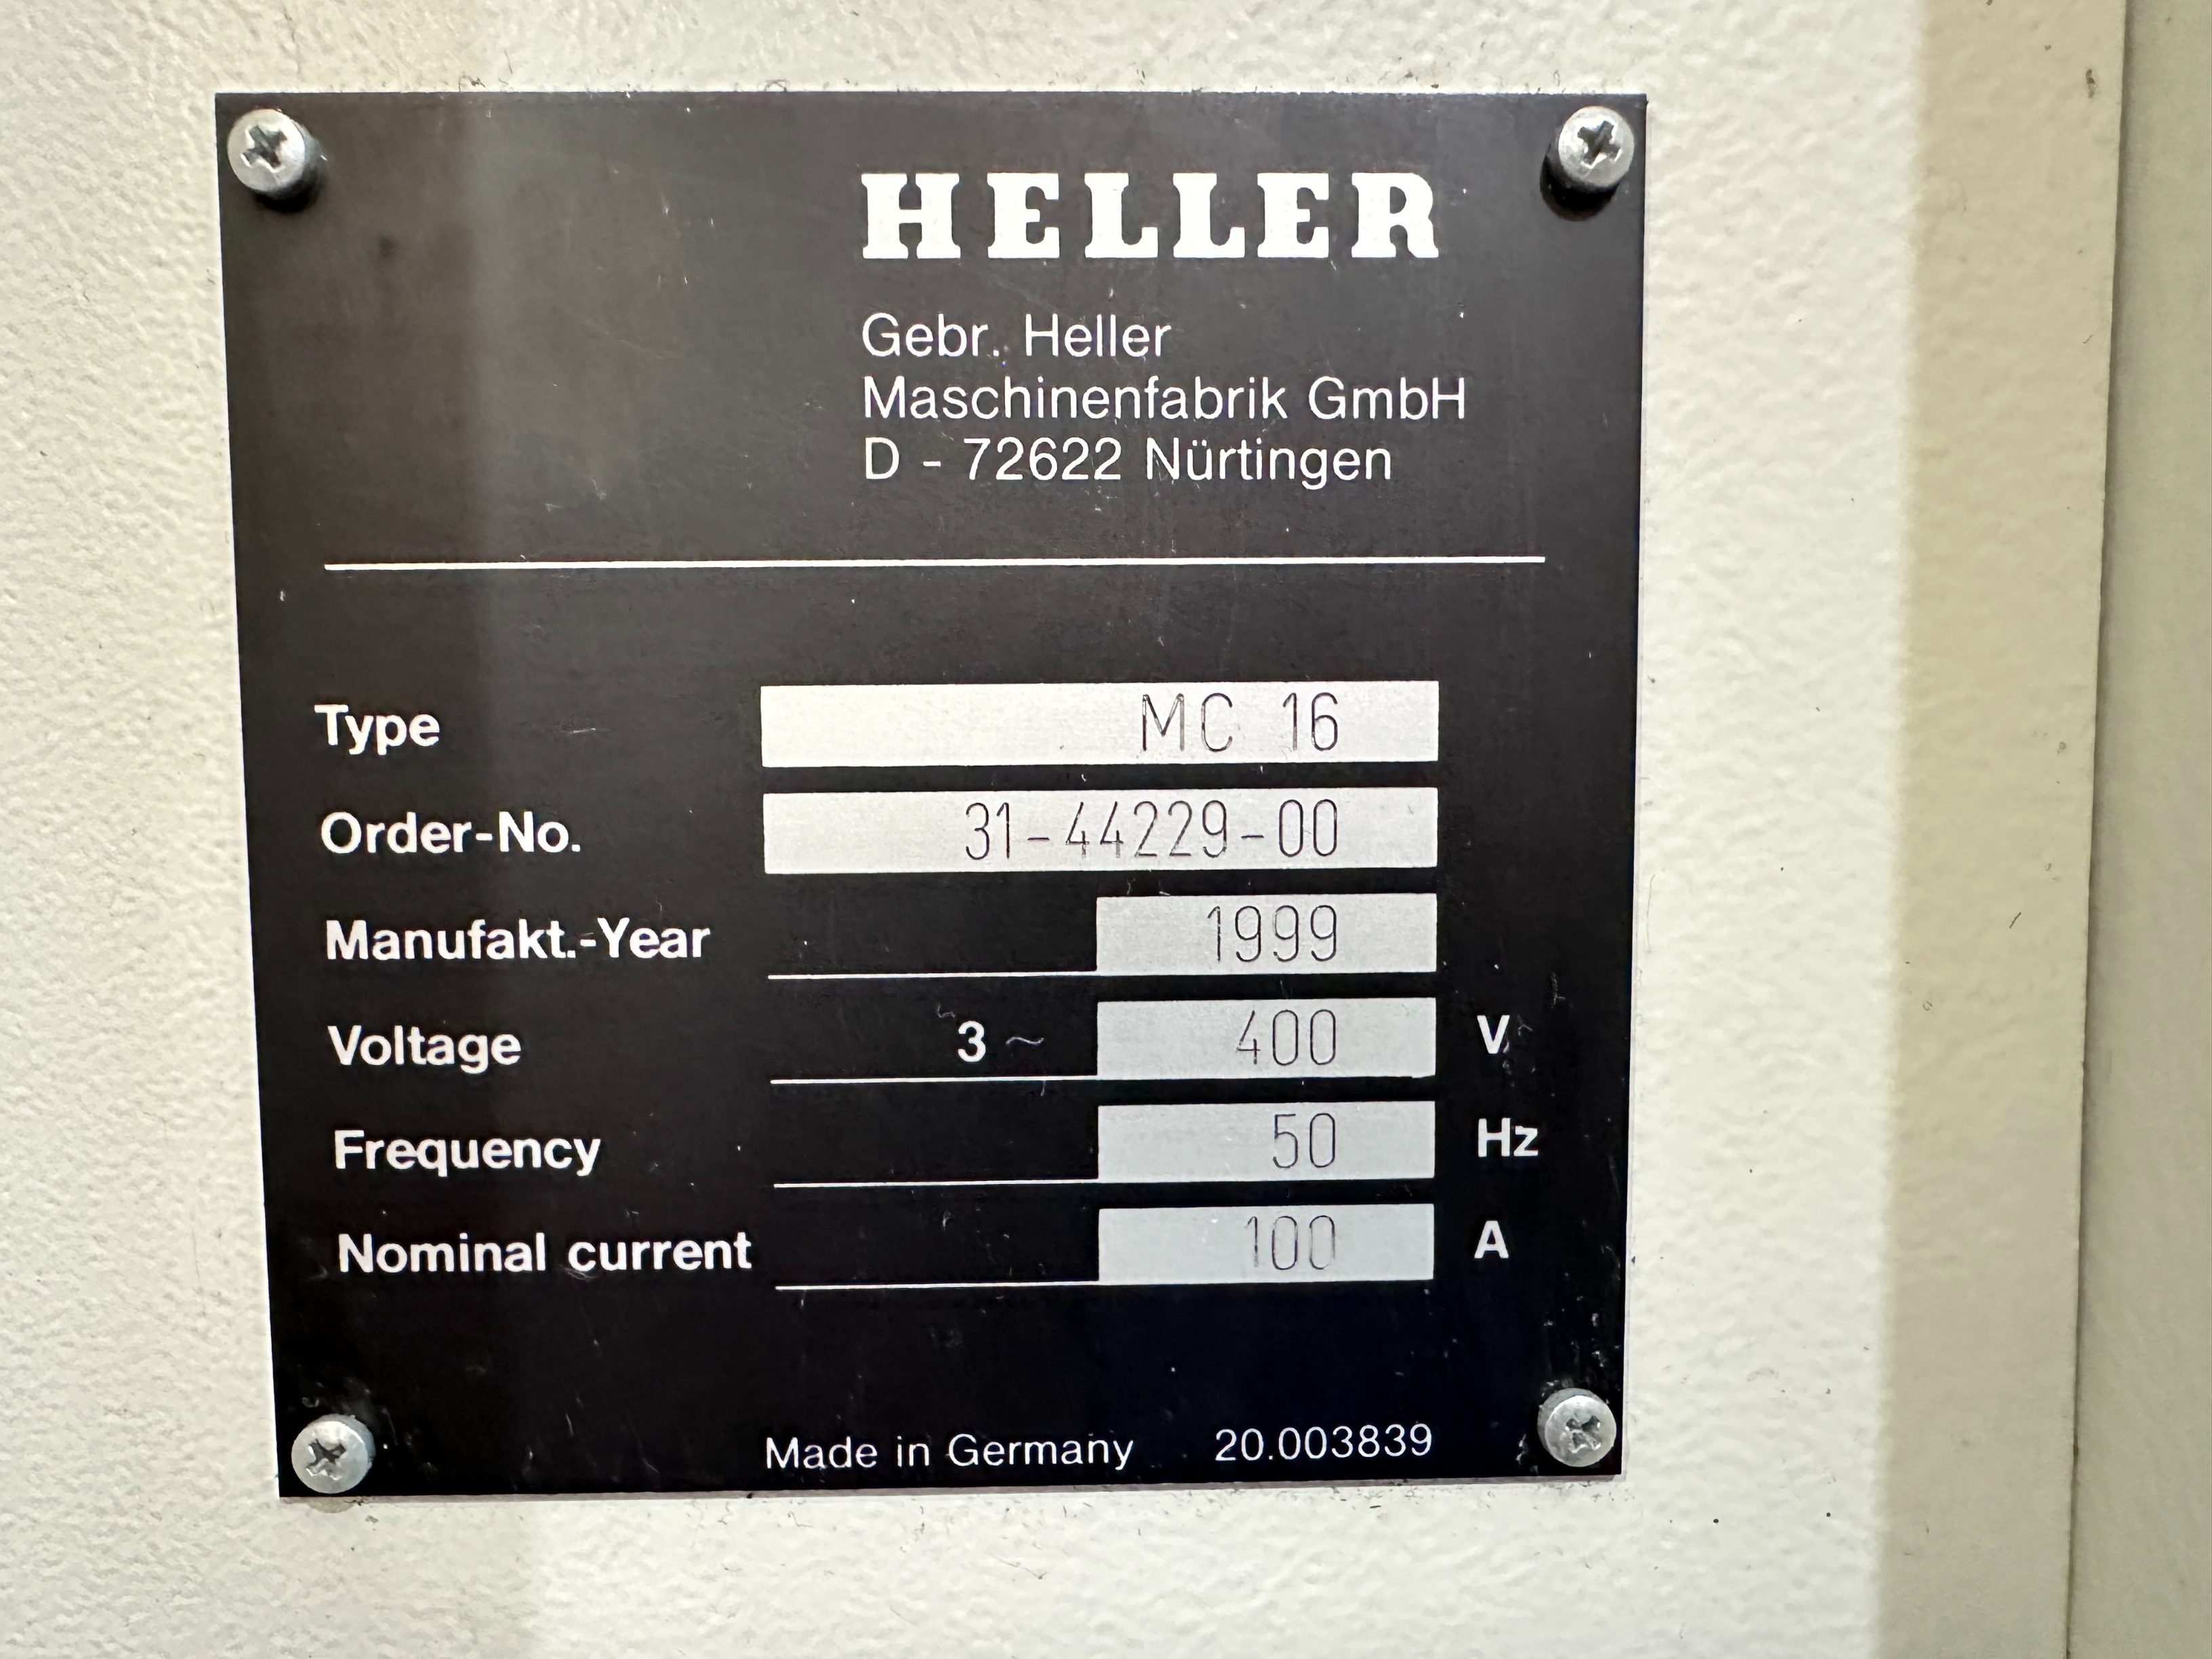 HELLER
Gebr. Heller
Maschinenfabrik GmbH
D - 72622 Nürtingen
Type MC 16
Order-No. 31-44229-00
Manufakt.-Year 1999
Voltage 3 ~ 400 V
Frequency 50 Hz
Nominal current 100 A
Made in Germany 20.003839